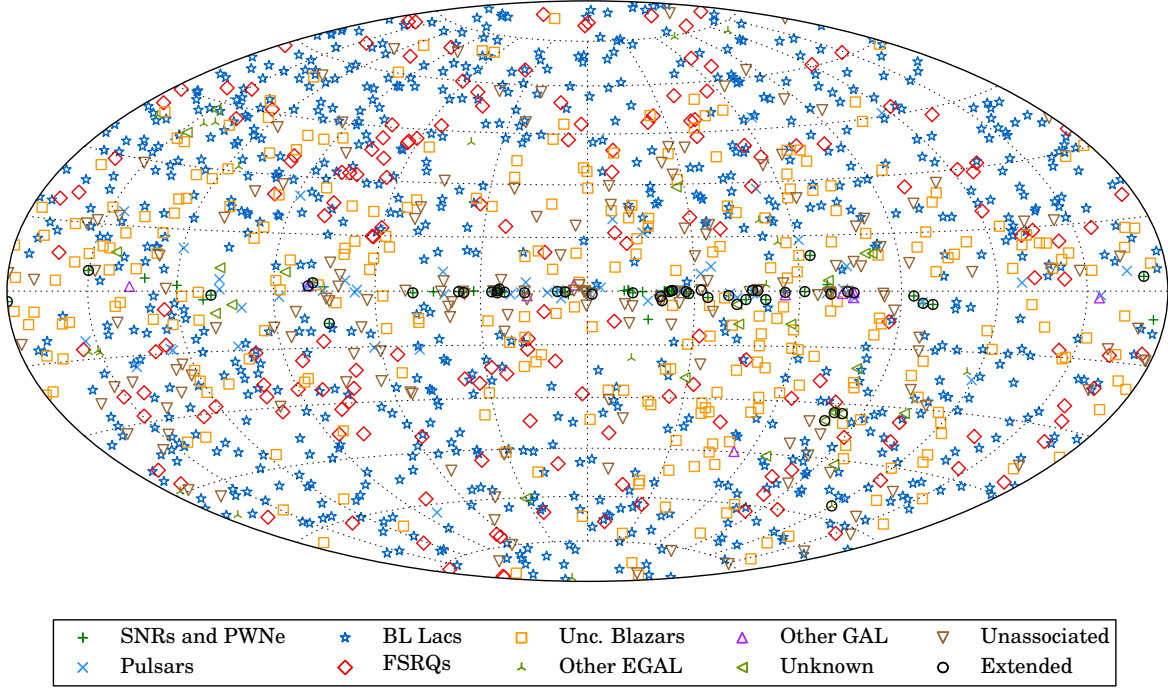 SNRs and PWNe BL Lacs Unc. Blazars Other GAL Unassociated
Pulsars FSRQs Other EGAL Unknown Extended